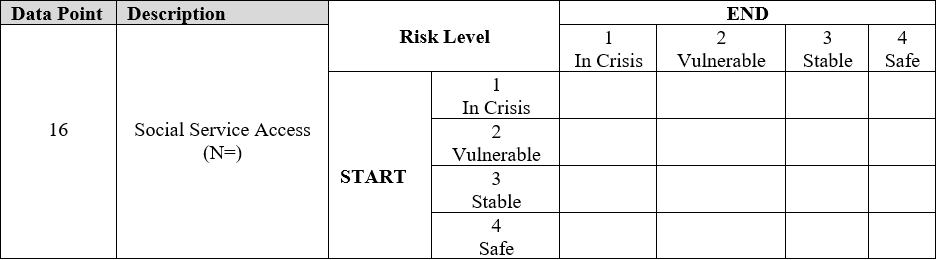 Data Point Description Risk Level END
1 2 3 4
In Crisis Vulnerable Stable Safe
16 Social Service Access
(N=)
START
1
In Crisis
2
Vulnerable
3
Stable
4
Safe